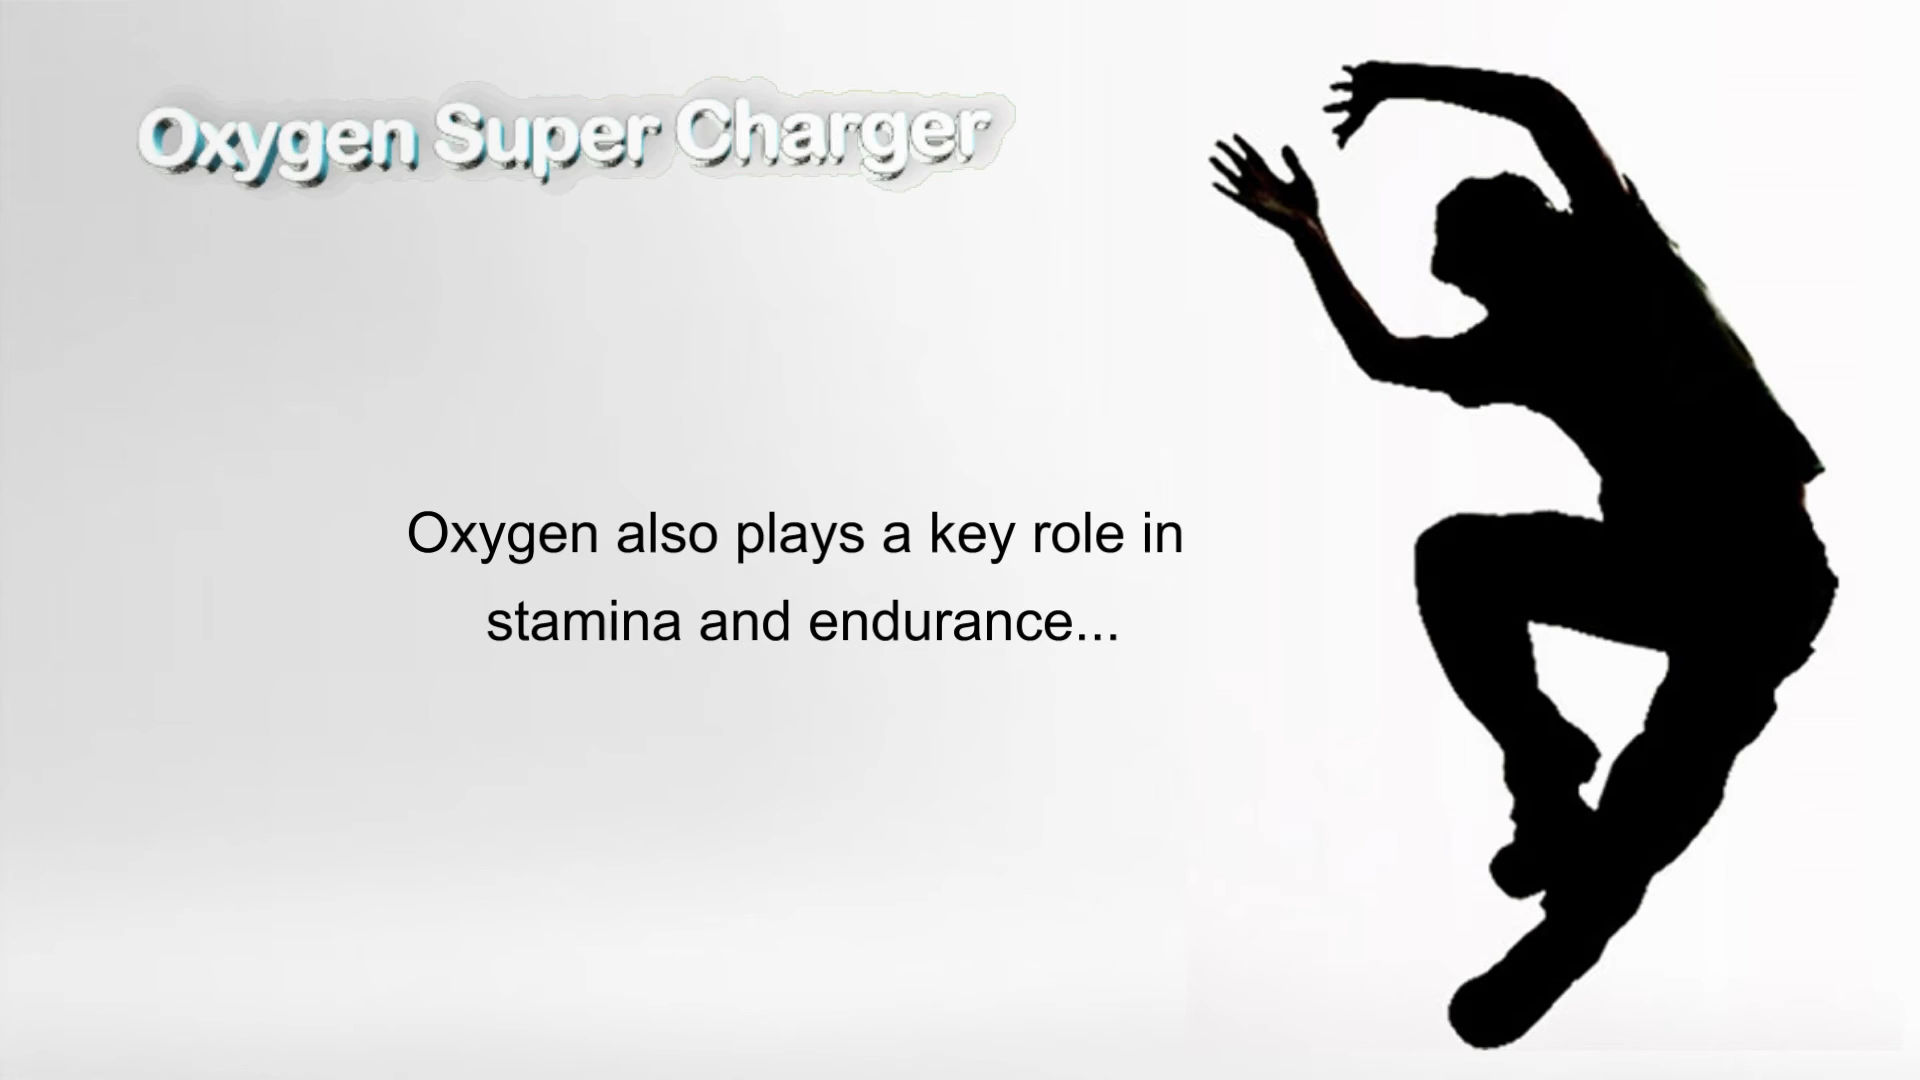 Oxygen Super Charger
Oxygen also plays a key role in
stamina and endurance...